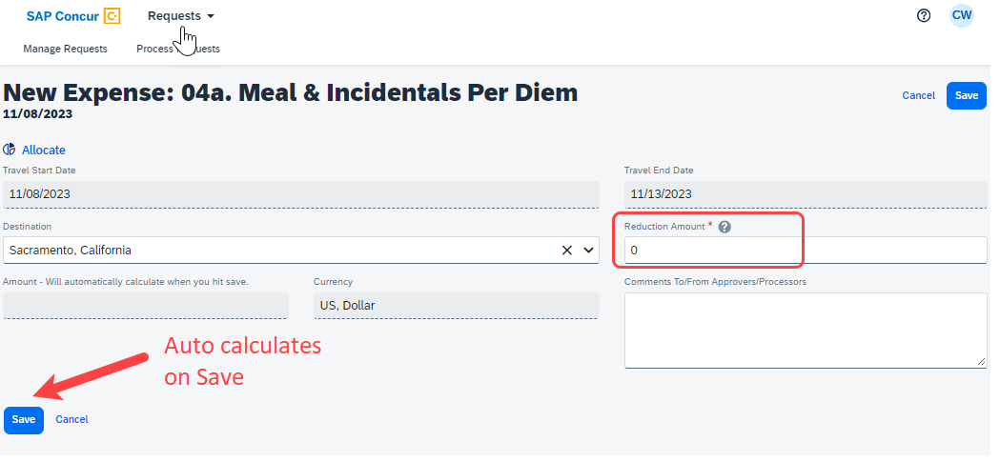 SAP Concur C Requests CW
Manage Requests Process Requests
New Expense: 04a. Meal & Incidentals Per Diem
11/08/2023
Cancel Save
Allocate
Travel Start Date Travel End Date
11/08/2023 11/13/2023
Destination Reduction Amount * ?
Sacramento, California 0
Amount - Will automatically calculate when you hit save. Currency Comments To/From Approvers/Processors
US, Dollar
Auto calculates
on Save
Save Cancel